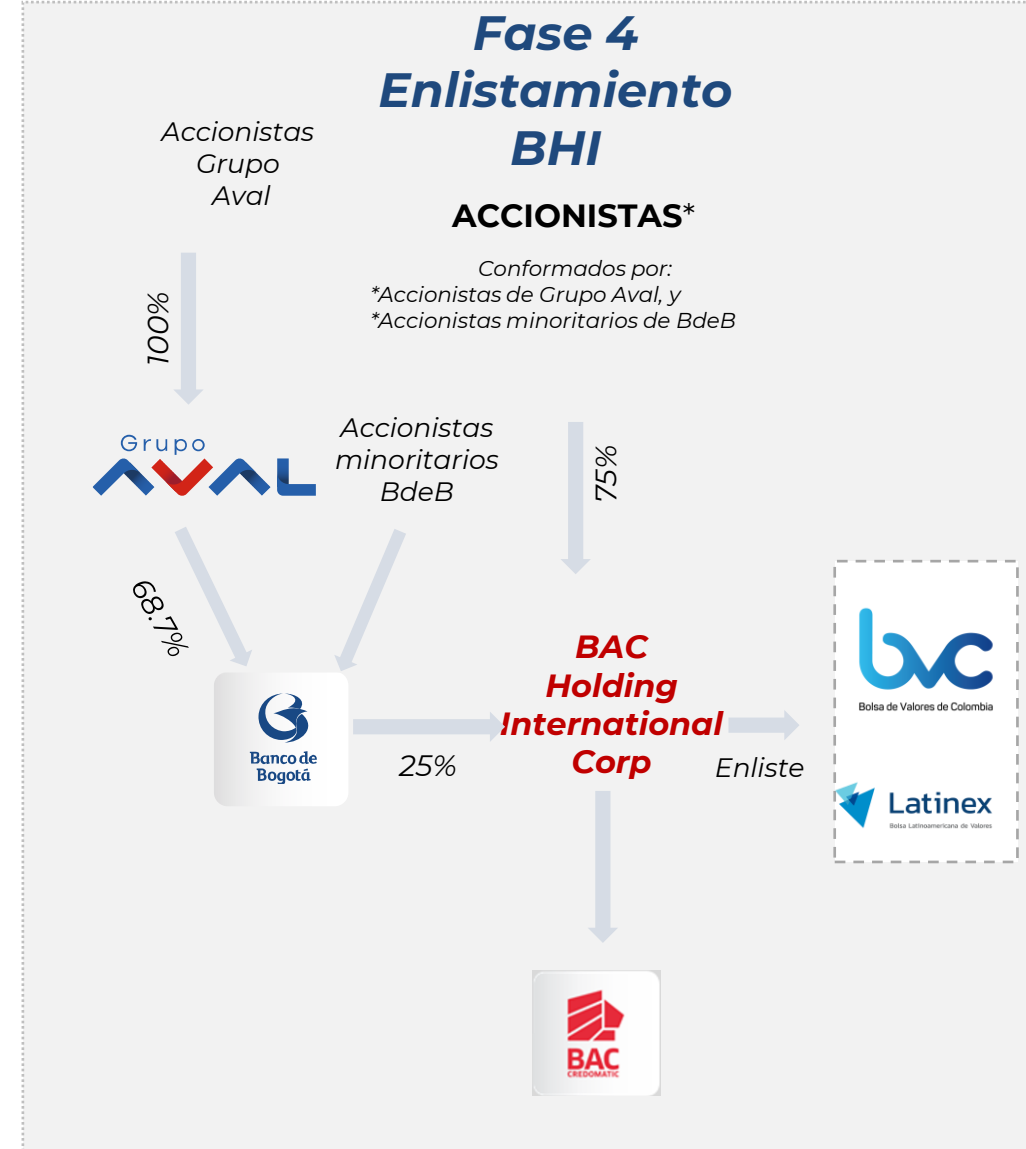 Fase 4
Enlistamiento
BHI
Accionistas
Grupo
Aval
ACCIONISTAS*
Conformados por:
*Accionistas de Grupo Aval, y
*Accionistas minoritarios de BdeB
100%
Grupo
AVAL
Accionistas
minoritarios
BdeB
75%
68.7%
Banco de
Bogotá
25%
BAC
Holding
International
Corp
Enliste
bvc
Bolsa de Valores de Colombia
Latinex
Bolsa Latinoamericana de Valores
BAC
CREDOMATIC